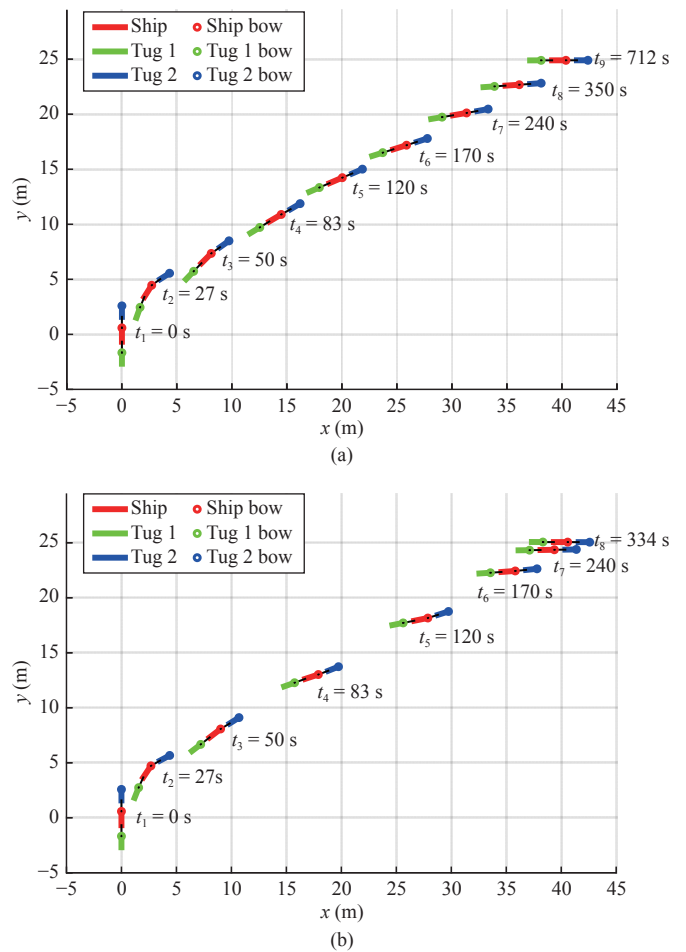 Ship Ship bow
Tug 1 Tug 1 bow
Tug 2 Tug 2 bow
25
20
15
10
5
0
−5
y (m)
t9 = 712 s
t8 = 350 s
t7 = 240 s
t6 = 170 s
t5 = 120 s
t4 = 83 s
t3 = 50 s
t2 = 27 s
t1 = 0 s
−5 0 5 10 15 20 25 30 35 40 45
x (m)
(a)
Ship Ship bow
Tug 1 Tug 1 bow
Tug 2 Tug 2 bow
25
20
15
10
5
0
−5
y (m)
t8 = 334 s
t7 = 240 s
t6 = 170 s
t5 = 120 s
t4 = 83 s
t3 = 50 s
t2 = 27s
t1 = 0 s
−5 0 5 10 15 20 25 30 35 40 45
x (m)
(b)